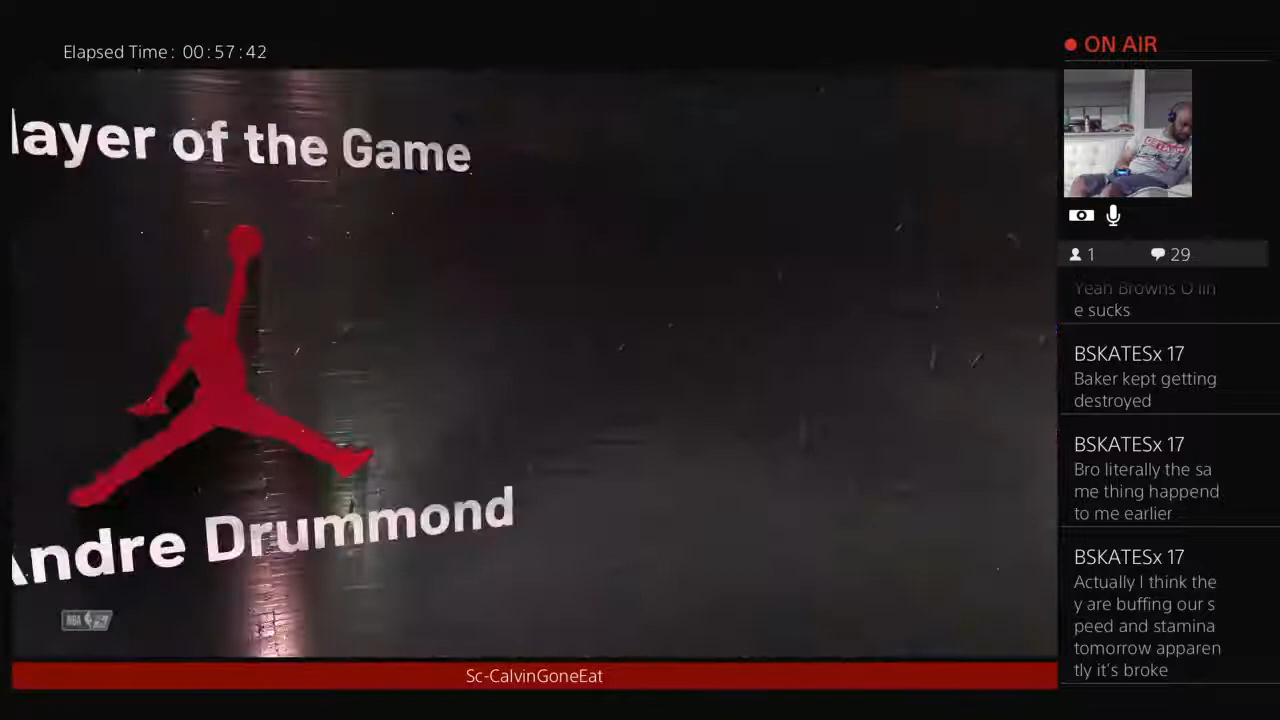 Elapsed Time: 00:57:42
ON AIR
layer of the Game
Andre Drummond
NBA
Sc-CalvinGoneEat
1
29
Yeah Browns O lin
e sucks
BSKATESx 17
Baker kept getting
destroyed
BSKATESx 17
Bro literally the sa
me thing happend
to me earlier
BSKATESx 17
Actually I think the
y are buffing our s
peed and stamina
tomorrow apparen
tly it's broke